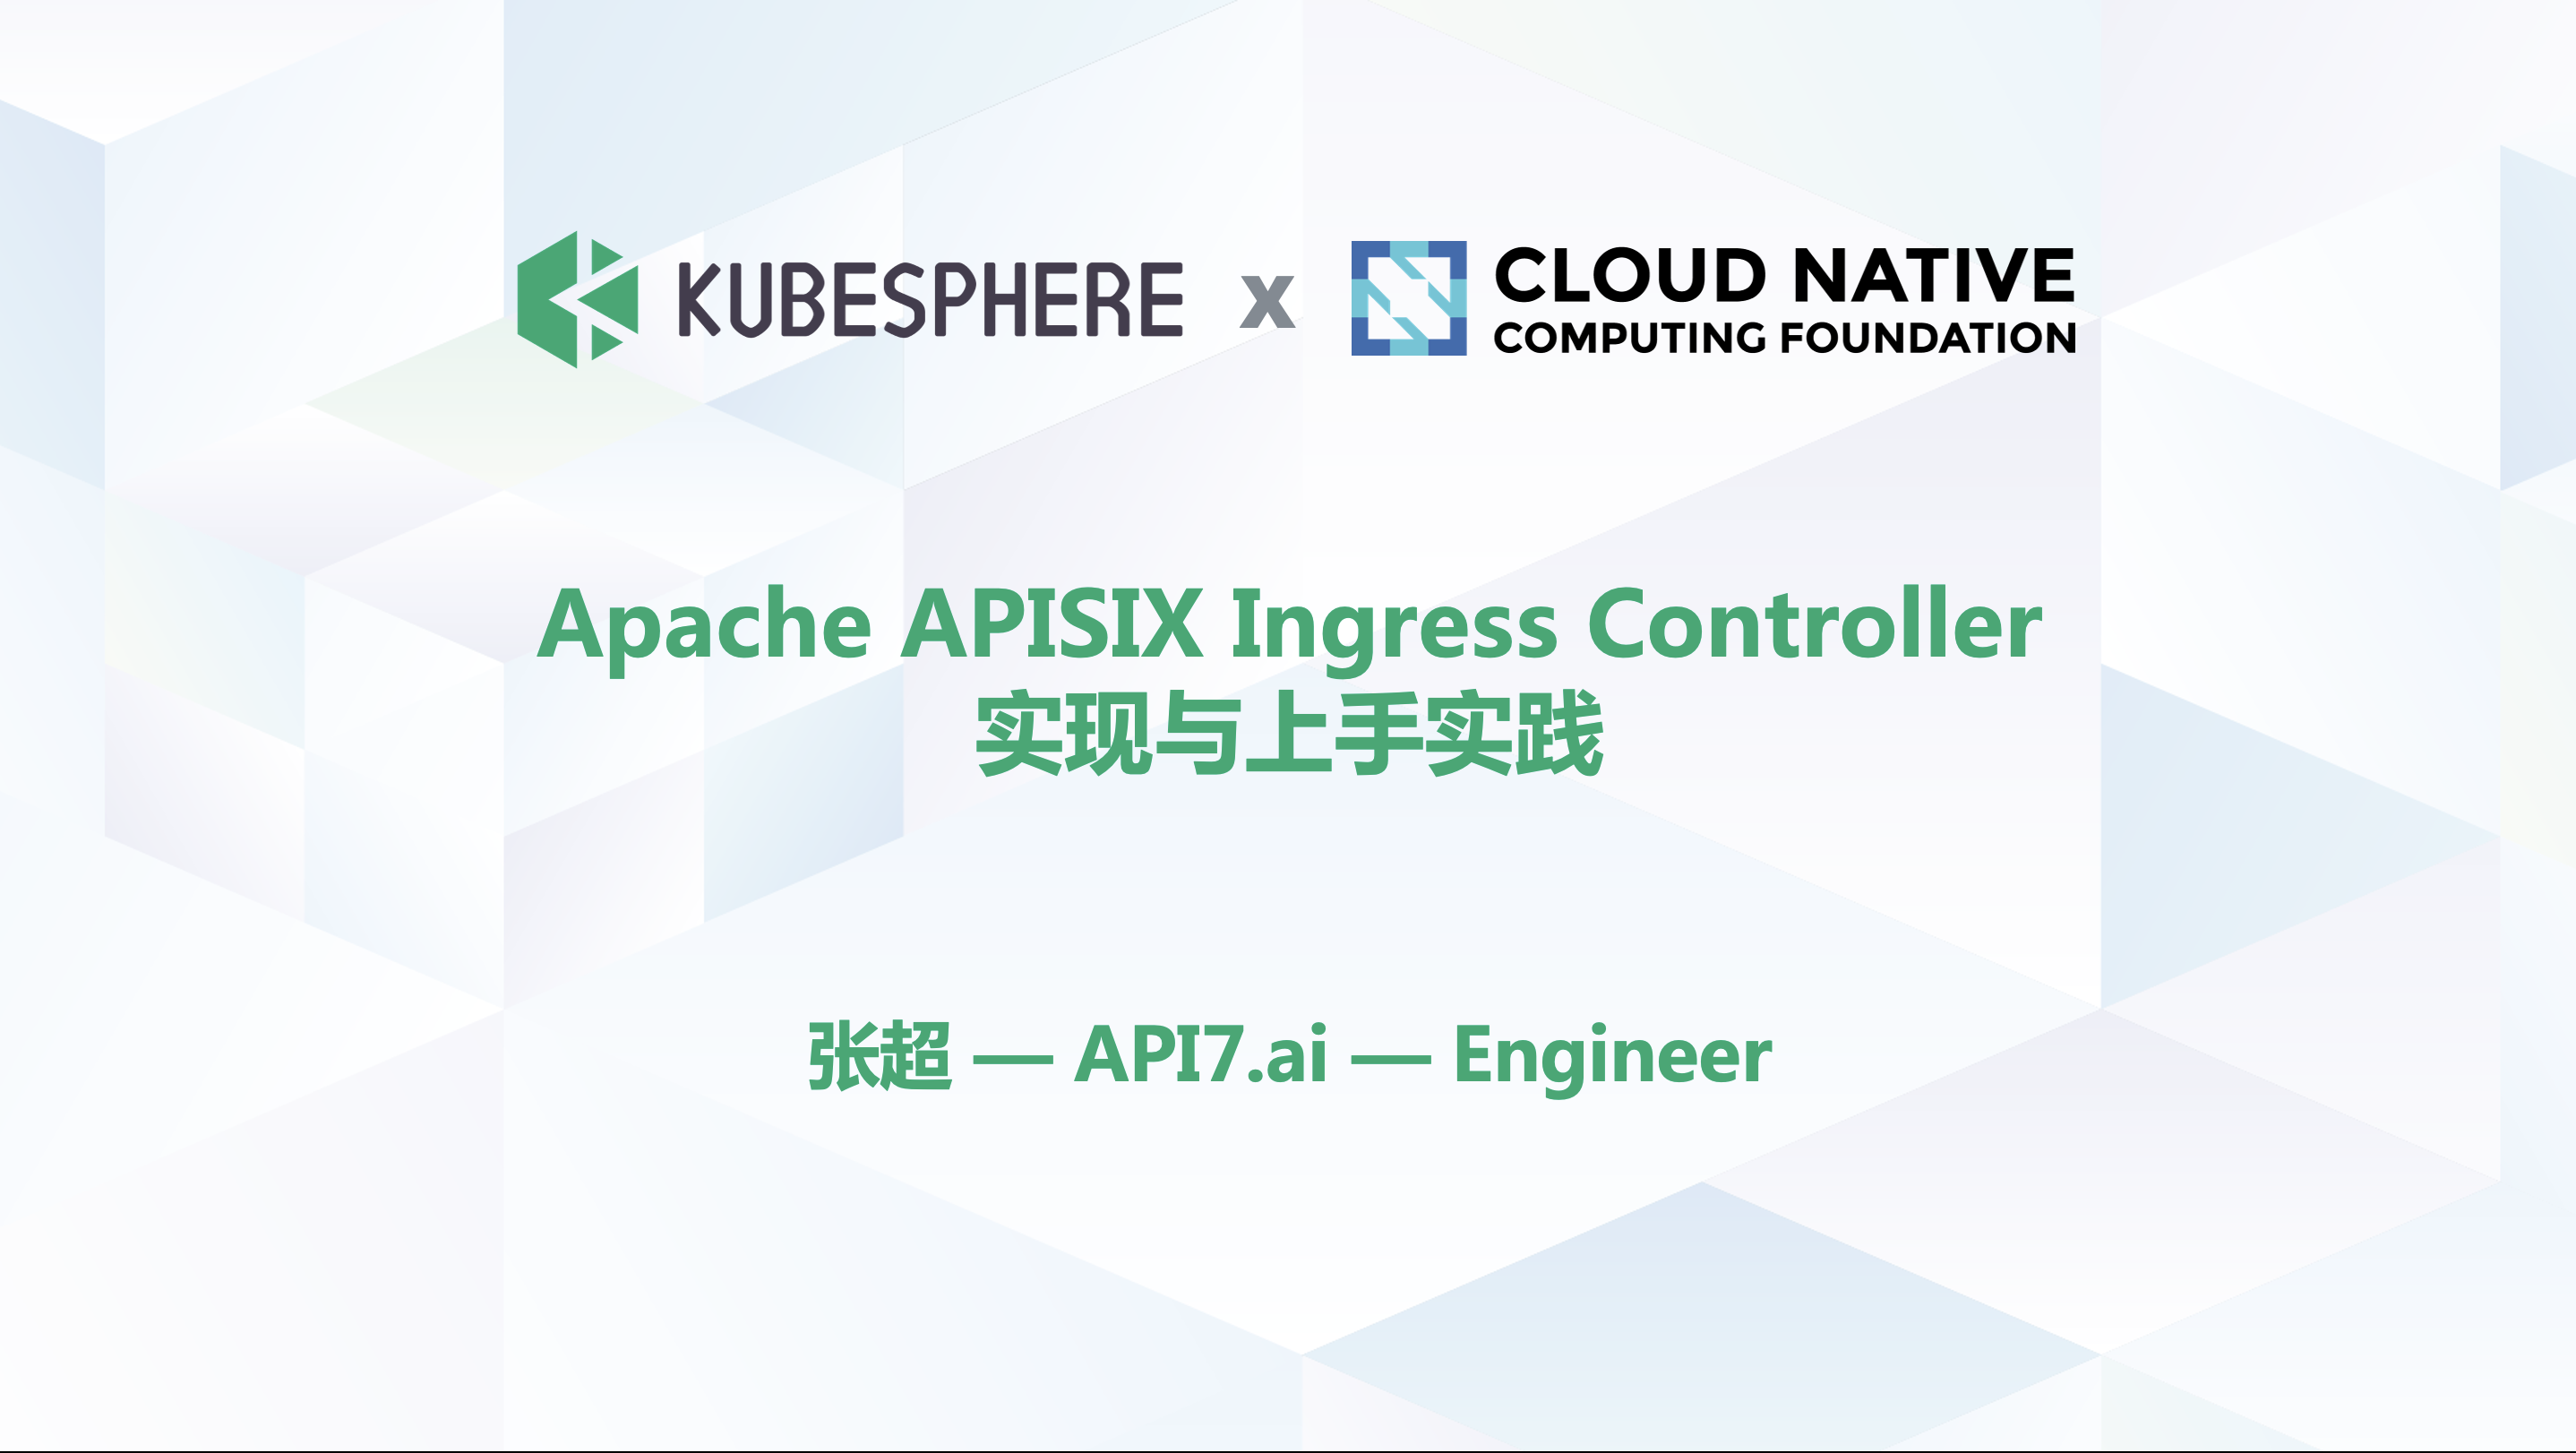 KUBESPHERE x CLOUD NATIVE COMPUTING FOUNDATION
Apache APISIX Ingress Controller
实现与上手实践
张超 — API7.ai — Engineer